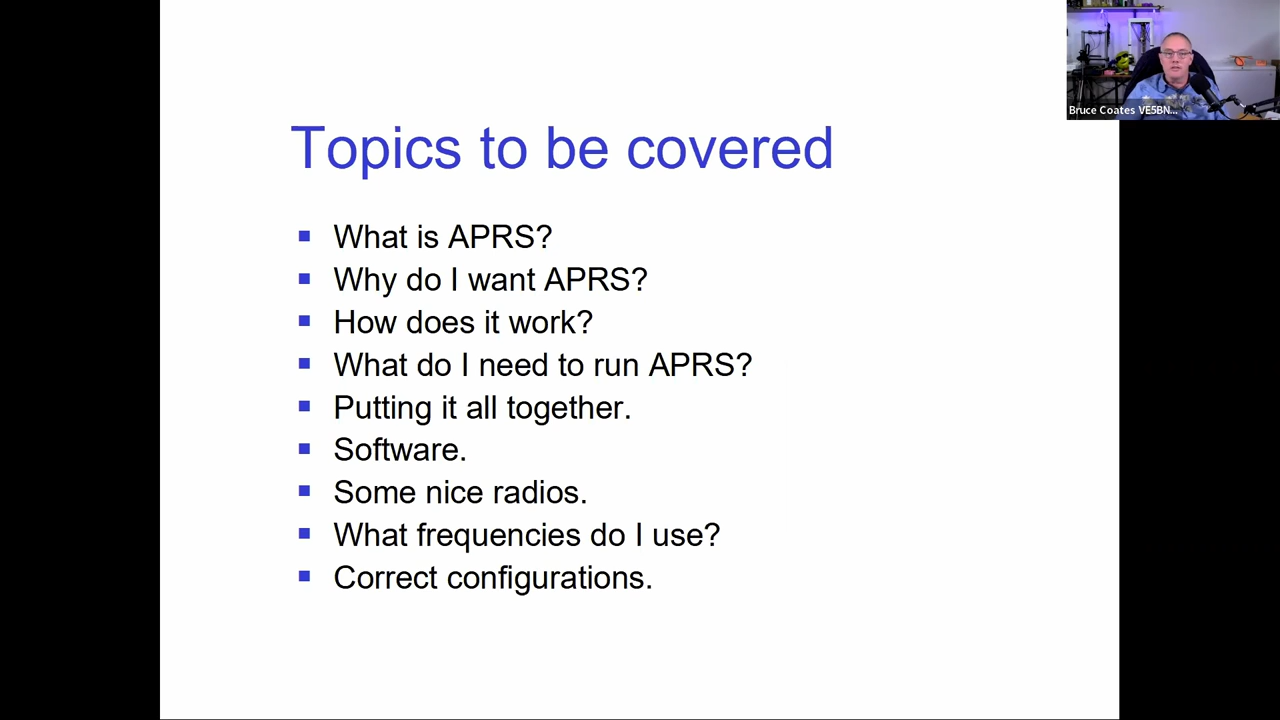 Topics to be covered
What is APRS?
Why do I want APRS?
How does it work?
What do I need to run APRS?
Putting it all together.
Software.
Some nice radios.
What frequencies do I use?
Correct configurations.
Bruce Coates VE5BN...